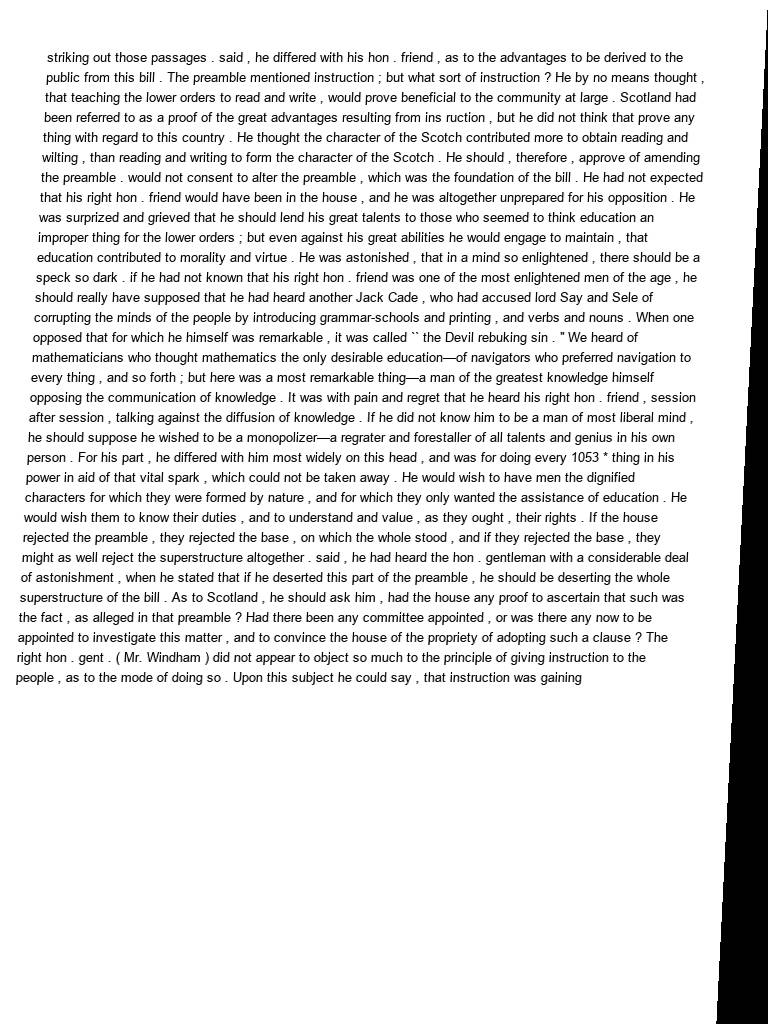 striking out those passages . said , he differed with his hon . friend , as to the advantages to be derived to the
public from this bill . The preamble mentioned instruction ; but what sort of instruction ? He by no means thought ,
that teaching the lower orders to read and write , would prove beneficial to the community at large . Scotland had
been referred to as a proof of the great advantages resulting from ins ruction , but he did not think that prove any
thing with regard to this country . He thought the character of the Scotch contributed more to obtain reading and
wilting , than reading and writing to form the character of the Scotch . He should , therefore , approve of amending
the preamble . would not consent to alter the preamble , which was the foundation of the bill . He had not expected
that his right hon . friend would have been in the house , and he was altogether unprepared for his opposition . He
was surprized and grieved that he should lend his great talents to those who seemed to think education an
improper thing for the lower orders ; but even against his great abilities he would engage to maintain , that
education contributed to morality and virtue . He was astonished , that in a mind so enlightened , there should be a
speck so dark . if he had not known that his right hon . friend was one of the most enlightened men of the age , he
should really have supposed that he had heard another Jack Cade , who had accused lord Say and Sele of
corrupting the minds of the people by introducing grammar-schools and printing , and verbs and nouns . When one
opposed that for which he himself was remarkable , it was called `` the Devil rebuking sin . " We heard of
mathematicians who thought mathematics the only desirable education—of navigators who preferred navigation to
every thing , and so forth ; but here was a most remarkable thing—a man of the greatest knowledge himself
opposing the communication of knowledge . It was with pain and regret that he heard his right hon . friend , session
after session , talking against the diffusion of knowledge . If he did not know him to be a man of most liberal mind ,
he should suppose he wished to be a monopolizer—a regrater and forestaller of all talents and genius in his own
person . For his part , he differed with him most widely on this head , and was for doing every 1053 * thing in his
power in aid of that vital spark , which could not be taken away . He would wish to have men the dignified
characters for which they were formed by nature , and for which they only wanted the assistance of education . He
would wish them to know their duties , and to understand and value , as they ought , their rights . If the house
rejected the preamble , they rejected the base , on which the whole stood , and if they rejected the base , they
might as well reject the superstructure altogether . said , he had heard the hon . gentleman with a considerable deal
of astonishment , when he stated that if he deserted this part of the preamble , he should be deserting the whole
superstructure of the bill . As to Scotland , he should ask him , had the house any proof to ascertain that such was
the fact , as alleged in that preamble ? Had there been any committee appointed , or was there any now to be
appointed to investigate this matter , and to convince the house of the propriety of adopting such a clause ? The
right hon . gent . ( Mr. Windham ) did not appear to object so much to the principle of giving instruction to the
people , as to the mode of doing so . Upon this subject he could say , that instruction was gaining